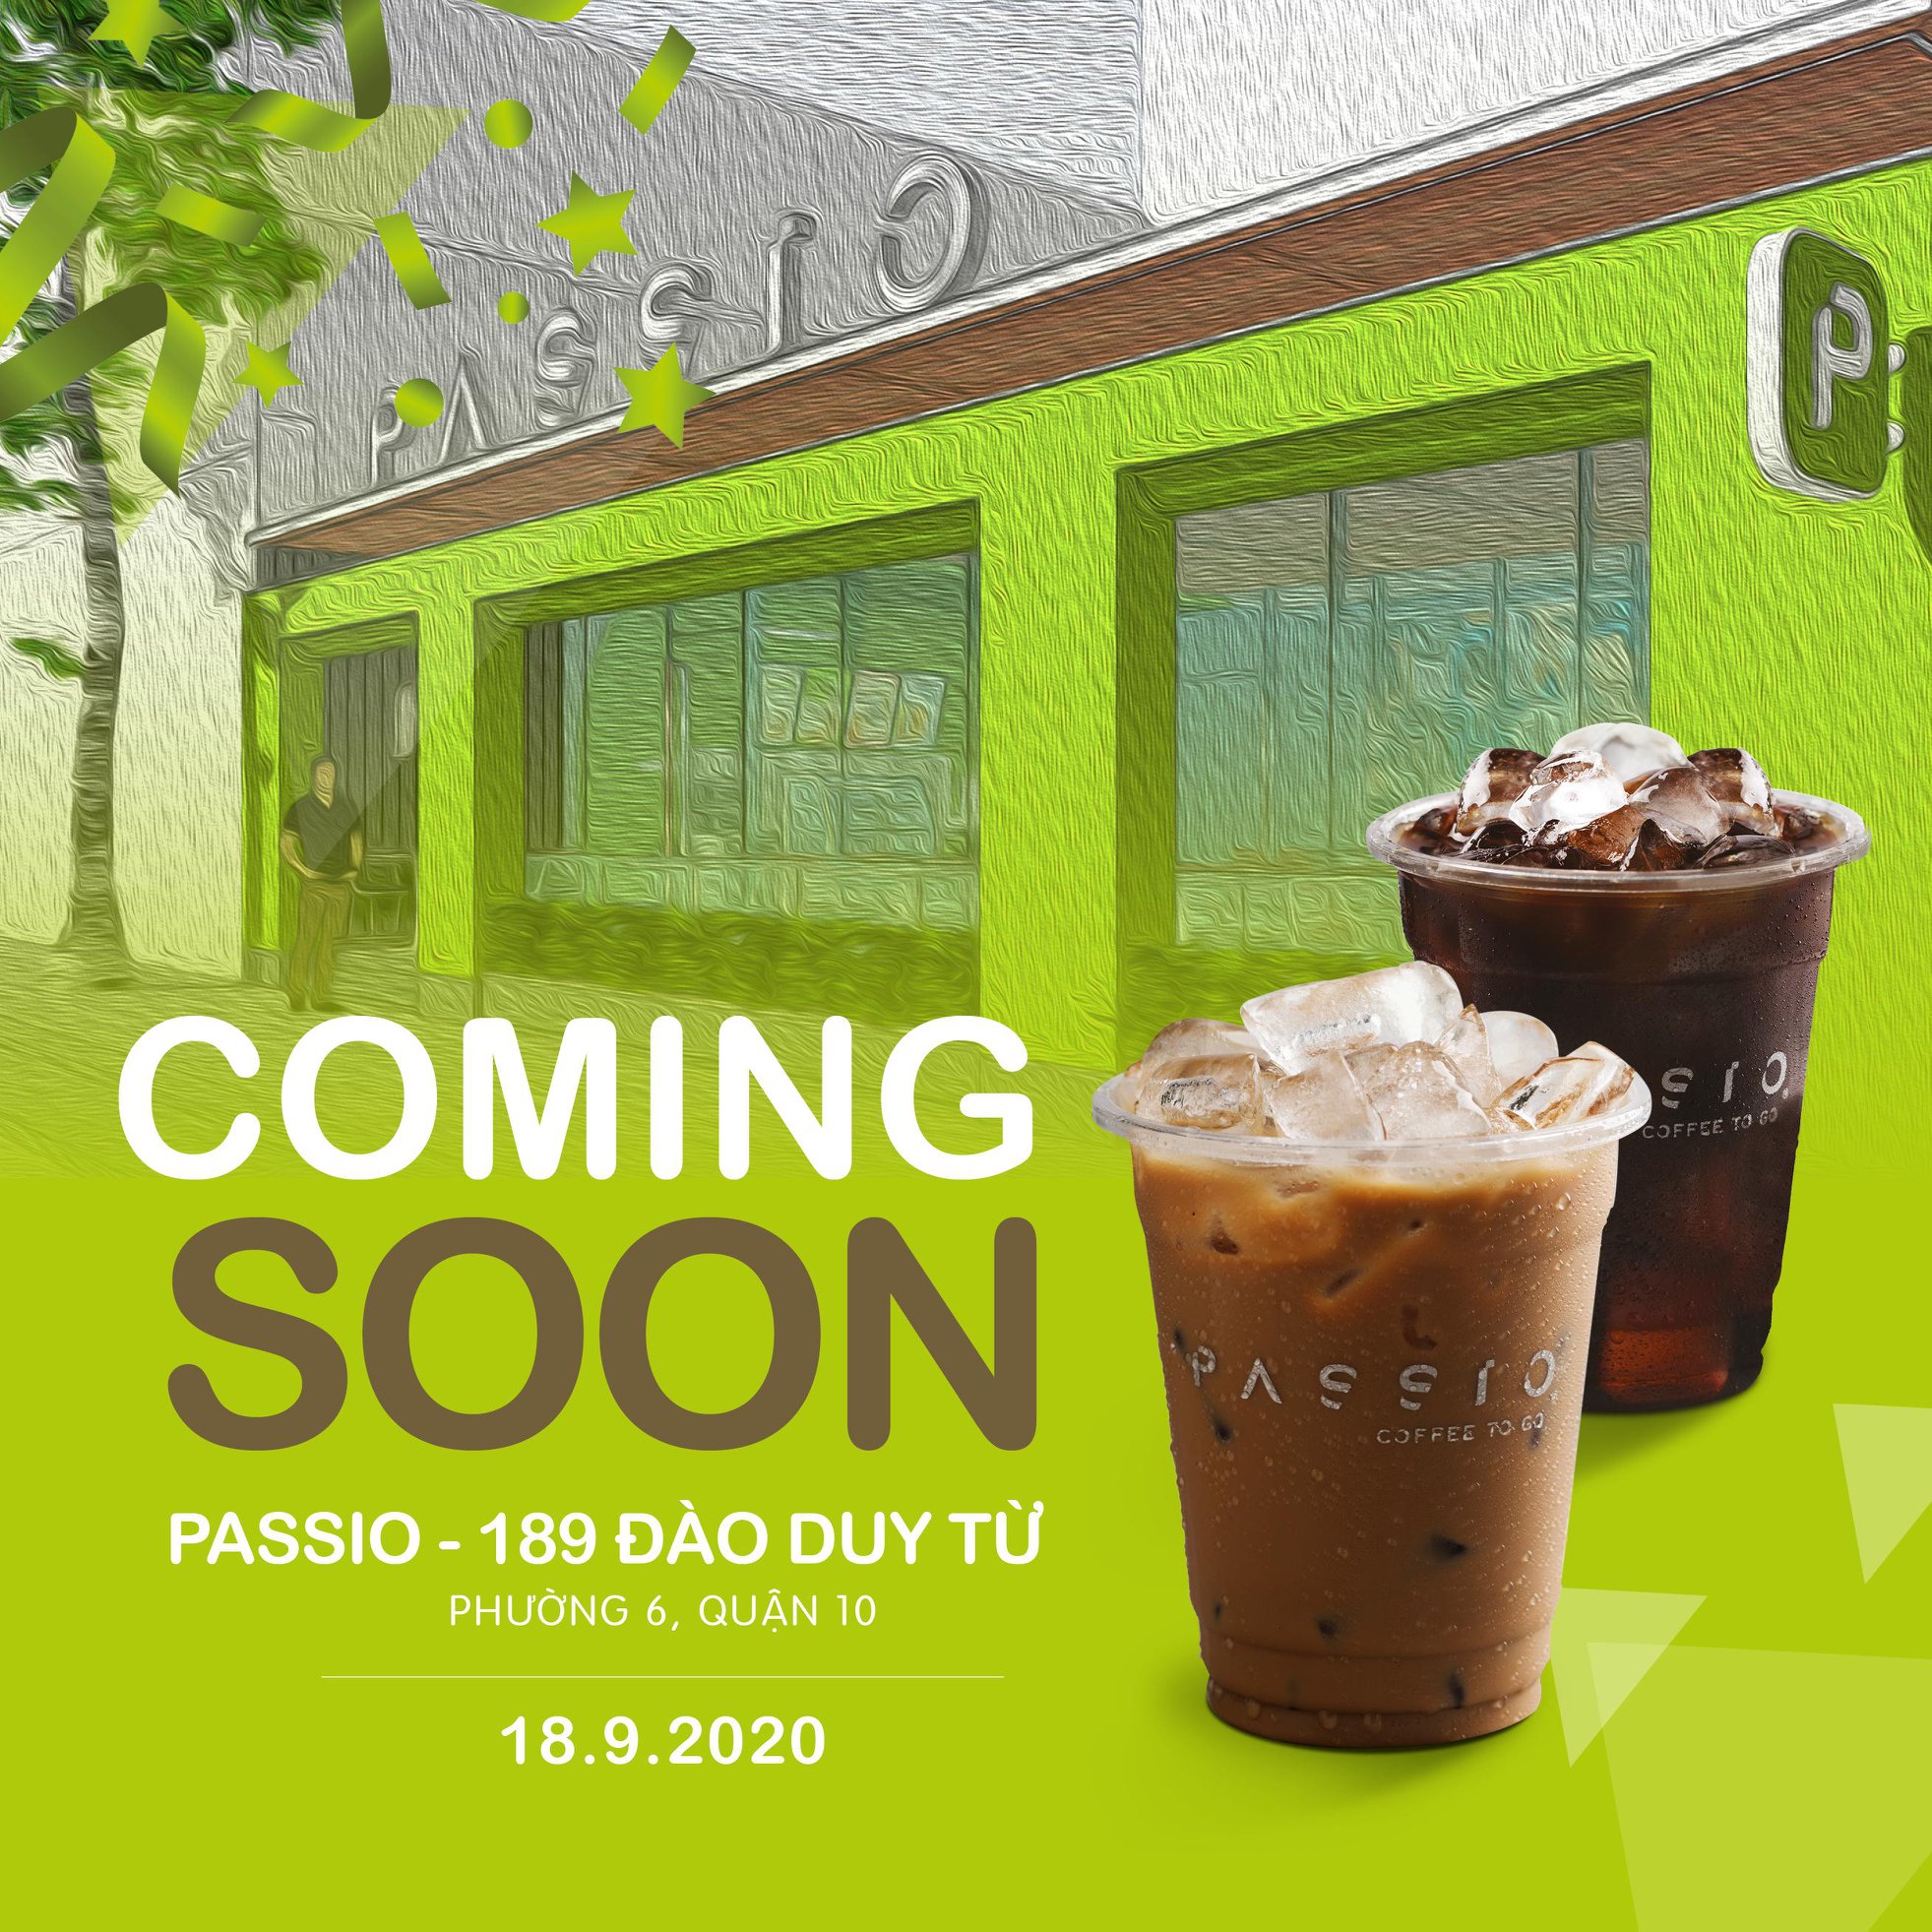 PASSIO
P
COMING
SOON
SSIO
COFFEE TO GO
PASSIO
COFFEE TO GO
PASSIO - 189 ĐÀO DUY TỪ
PHƯỜNG 6, QUẬN 10
18.9.2020